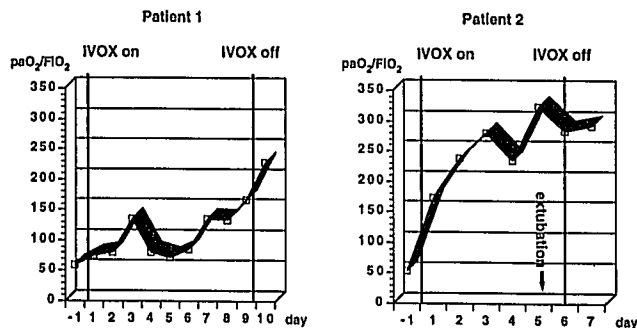 Patient 1
IVOX on IVOX off
paO₂/FIO₂
350
300
250
200
150
100
50
0
-1 1 2 3 4 5 6 7 8 9 10 day
Patient 2
IVOX on IVOX off
paO₂/FIO₂
350
300
250
200
150
100
50
0
extubation
-1 1 2 3 4 5 6 7 day